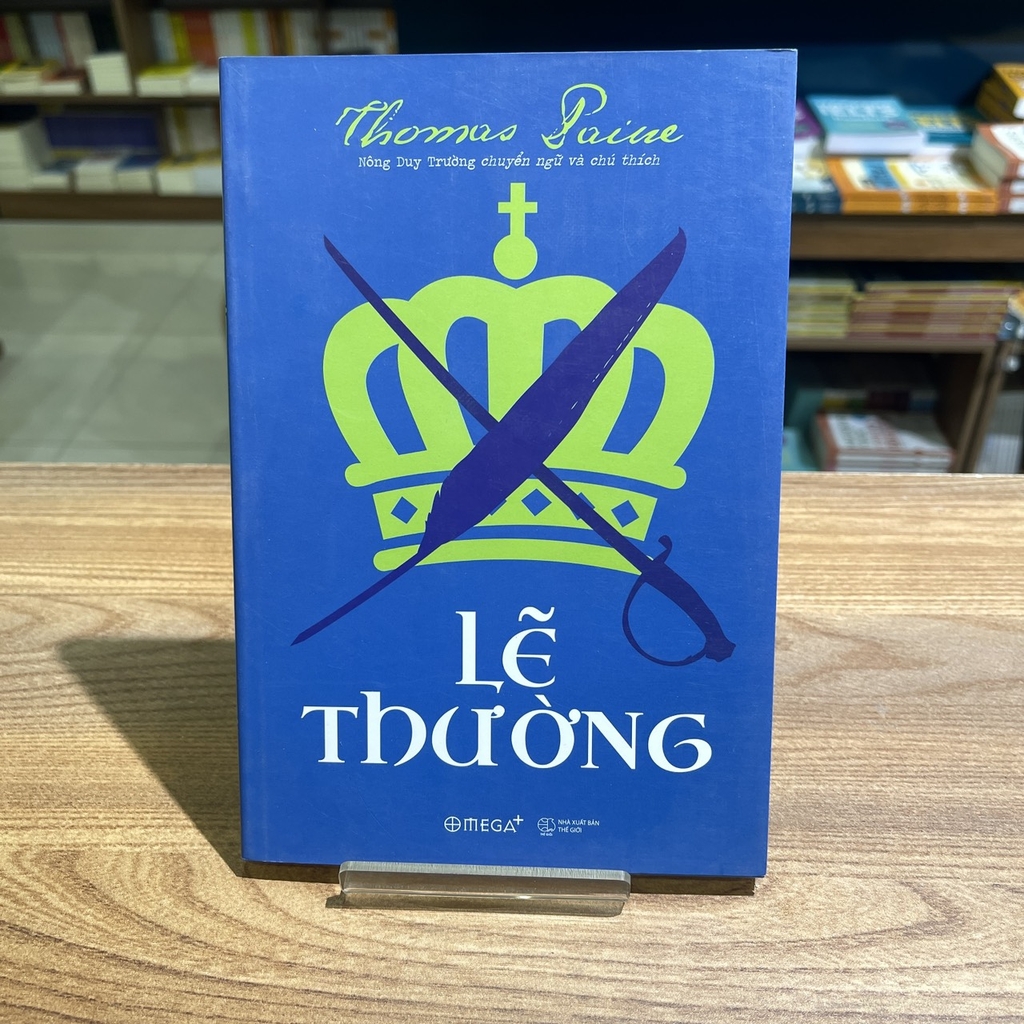 Thomas Paine
Nông Duy Trường chuyển ngữ và chú thích
LẼ
THƯỜNG
OMEGA+
NHÀ XUẤT BẢN
THẾ GIỚI